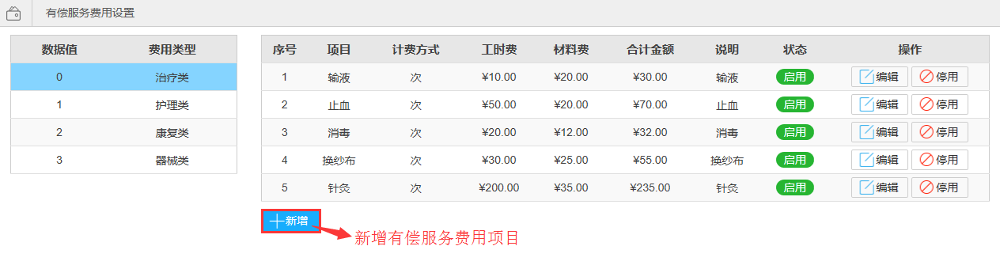 有偿服务费用设置
数据值 费用类型
0 治疗类
1 护理类
2 康复类
3 器械类
序号 项目 计费方式 工时费 材料费 合计金额 说明 状态 操作
1 输液 次 ¥10.00 ¥20.00 ¥30.00 输液 启用 编辑 停用
2 止血 次 ¥50.00 ¥20.00 ¥70.00 止血 启用 编辑 停用
3 消毒 次 ¥20.00 ¥12.00 ¥32.00 消毒 启用 编辑 停用
4 换纱布 次 ¥30.00 ¥25.00 ¥55.00 换纱布 启用 编辑 停用
5 针灸 次 ¥200.00 ¥35.00 ¥235.00 针灸 启用 编辑 停用
新增
新增有偿服务费用项目